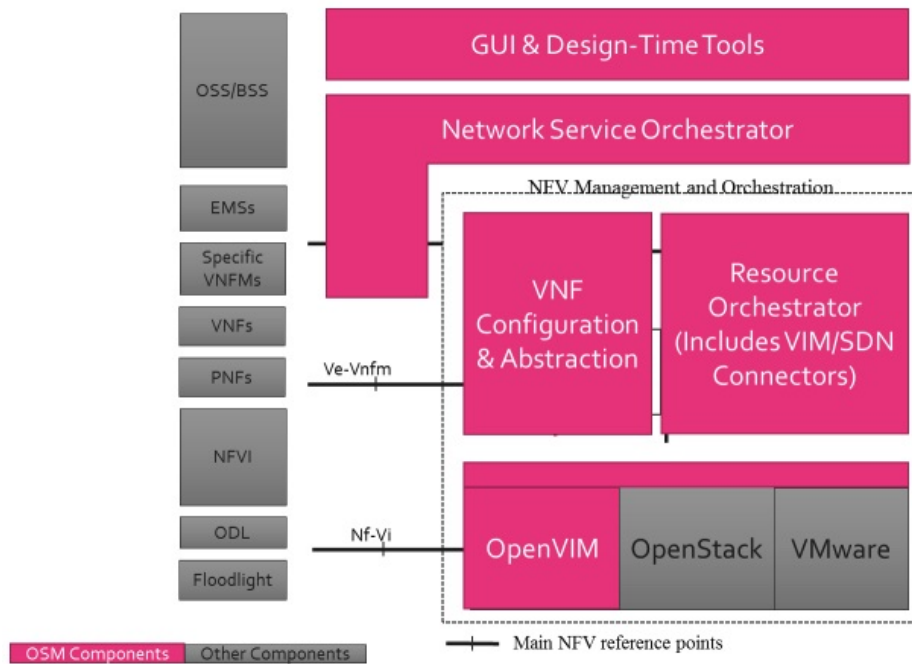 GUI & Design-Time Tools
OSS/BSS
Network Service Orchestrator
NFV Management and Orchestration
EMSs
Specific
VNFMs
VNF
Configuration
& Abstraction
Resource
Orchestrator
(Includes VIM/SDN
Connectors)
VNFs
PNFs
Ve-Vnfm
NFVI
ODL
Nf-Vi
OpenVIM
OpenStack
VMware
Floodlight
Main NFV reference points
OSM Components
Other Components